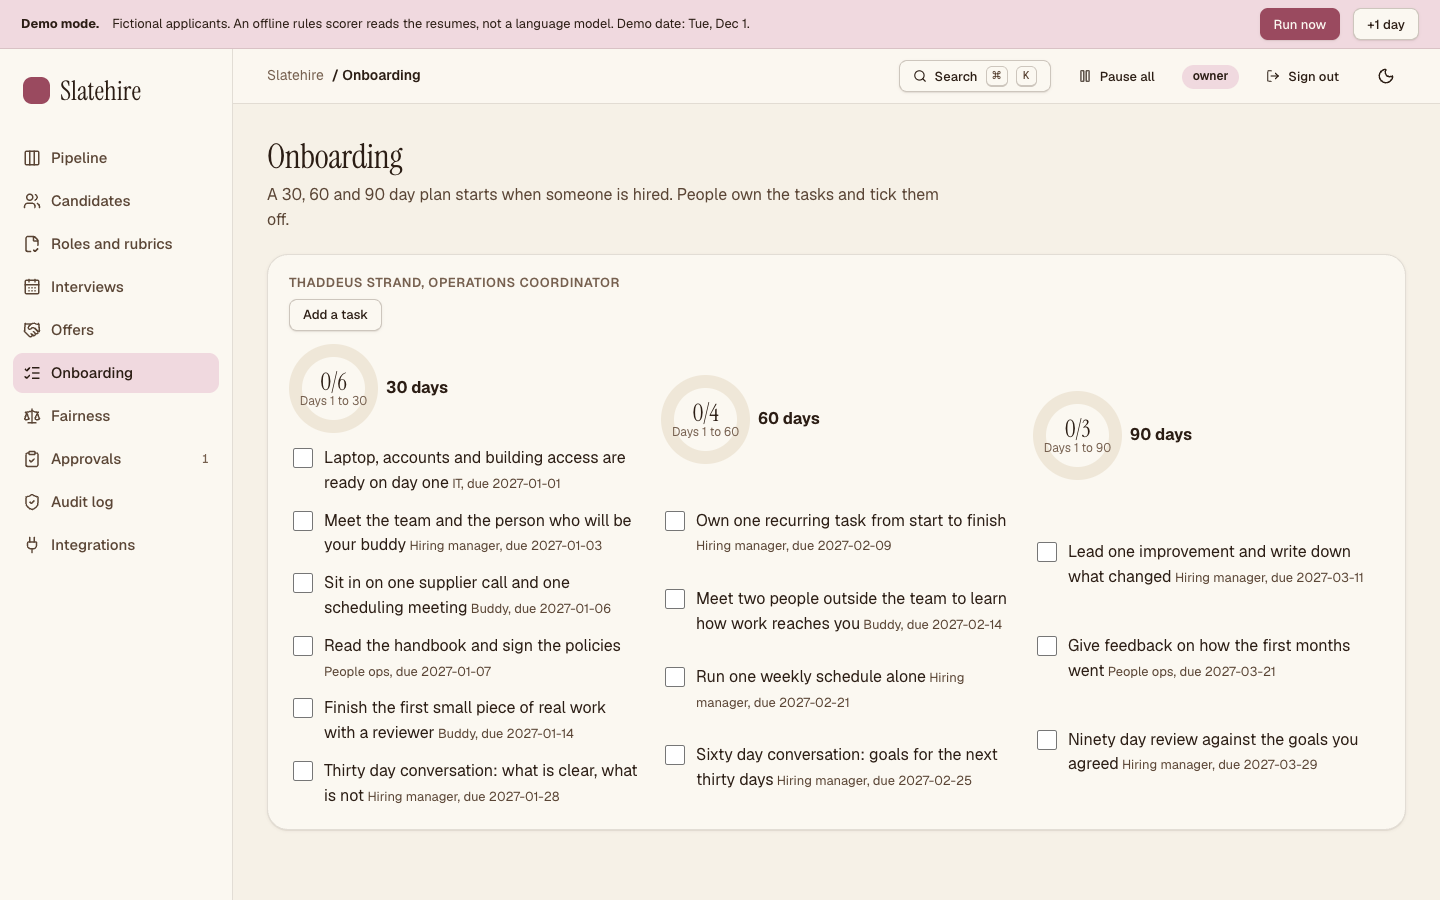 Demo mode. Fictional applicants. An offline rules scorer reads the resumes, not a language model. Demo date: Tue, Dec 1.
Run now
+1 day
Slatehire
Slatehire / Onboarding
Search ⌘ K
Pause all
owner
Sign out
Pipeline
Candidates
Roles and rubrics
Interviews
Offers
Onboarding
Fairness
Approvals 1
Audit log
Integrations
Onboarding
A 30, 60 and 90 day plan starts when someone is hired. People own the tasks and tick them
off.
THADDEUS STRAND, OPERATIONS COORDINATOR
Add a task
0/6
Days 1 to 30
30 days
Laptop, accounts and building access are
ready on day one IT, due 2027-01-01
Meet the team and the person who will be
your buddy Hiring manager, due 2027-01-03
Sit in on one supplier call and one
scheduling meeting Buddy, due 2027-01-06
Read the handbook and sign the policies
People ops, due 2027-01-07
Finish the first small piece of real work
with a reviewer Buddy, due 2027-01-14
Thirty day conversation: what is clear, what
is not Hiring manager, due 2027-01-28
0/4
Days 1 to 60
60 days
Own one recurring task from start to finish
Hiring manager, due 2027-02-09
Meet two people outside the team to learn
how work reaches you Buddy, due 2027-02-14
Run one weekly schedule alone Hiring
manager, due 2027-02-21
Sixty day conversation: goals for the next
thirty days Hiring manager, due 2027-02-25
0/3
Days 1 to 90
90 days
Lead one improvement and write down
what changed Hiring manager, due 2027-03-11
Give feedback on how the first months
went People ops, due 2027-03-21
Ninety day review against the goals you
agreed Hiring manager, due 2027-03-29